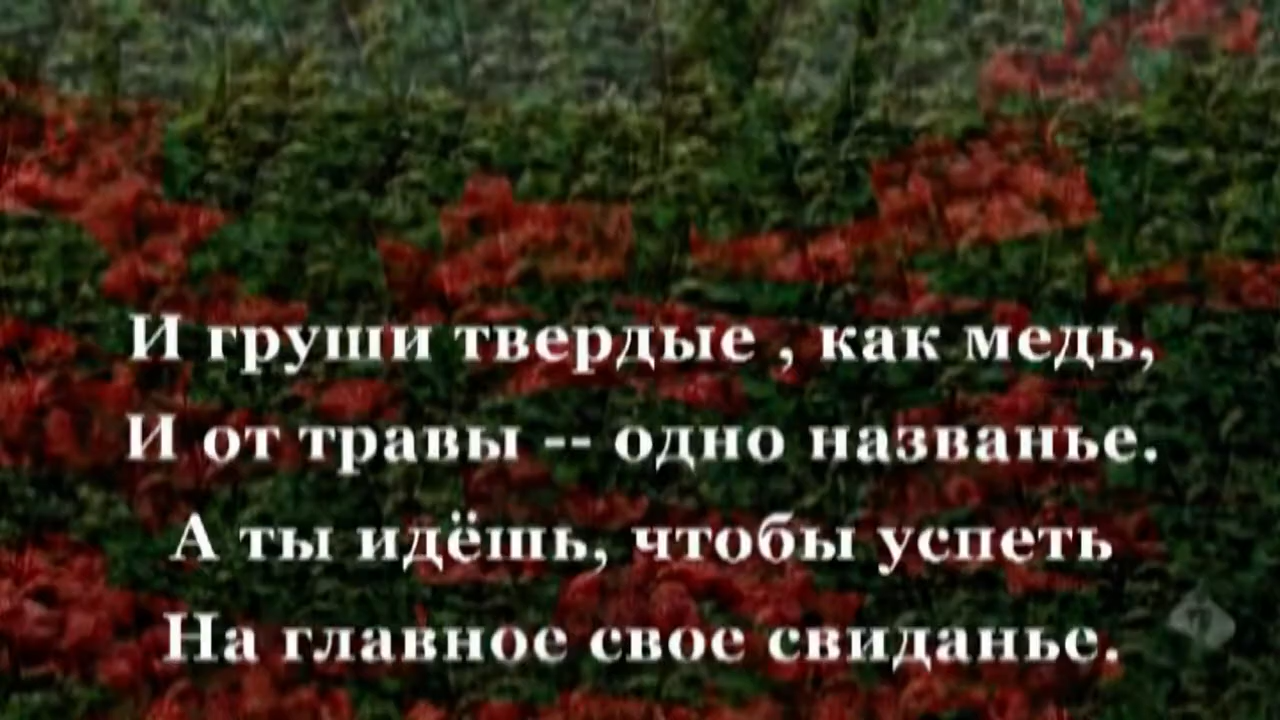 И груши твердые , как медь,
И от травы -- одно названье.
А ты идёшь, чтобы успеть
На главное свое свиданье.